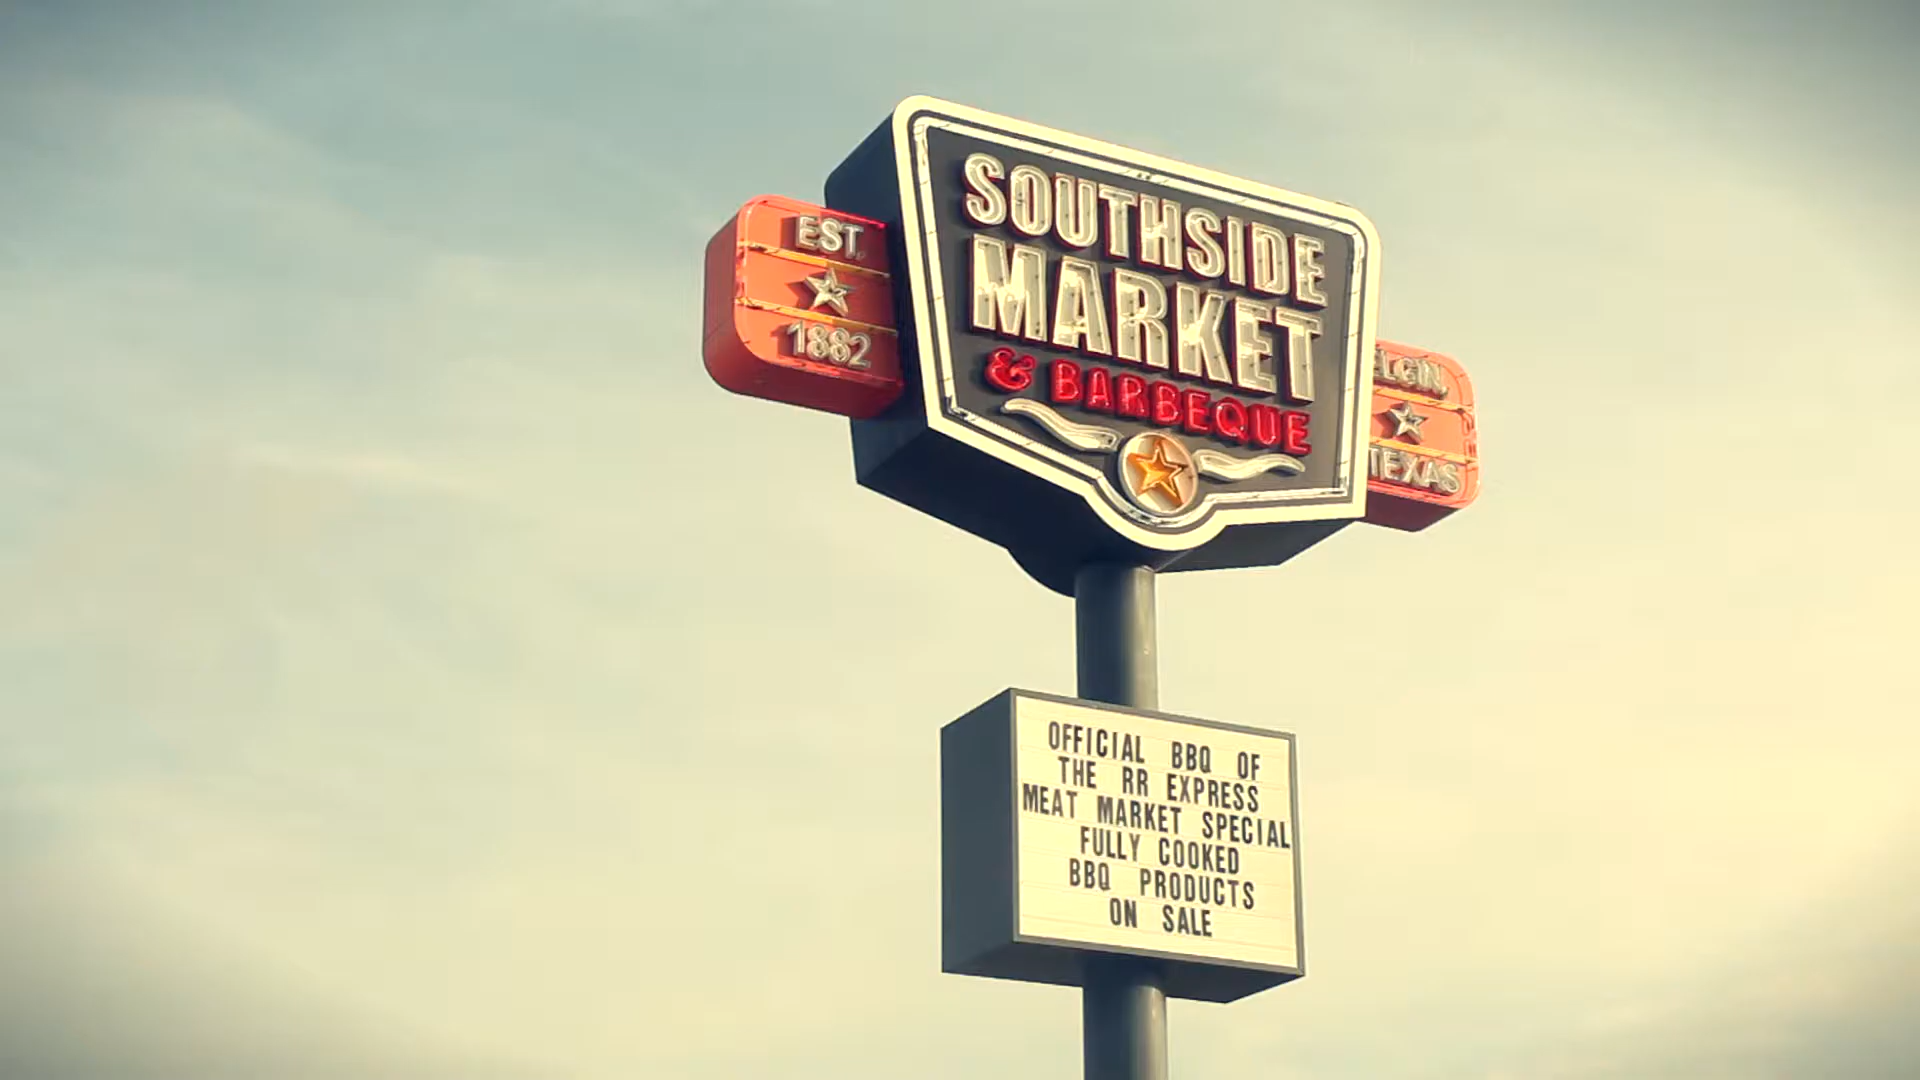 EST.
1882
SOUTHSIDE
MARKET
& BARBEQUE
ELGIN,
TEXAS
OFFICIAL BBQ OF
THE RR EXPRESS
MEAT MARKET SPECIAL
FULLY COOKED
BBQ PRODUCTS
ON SALE